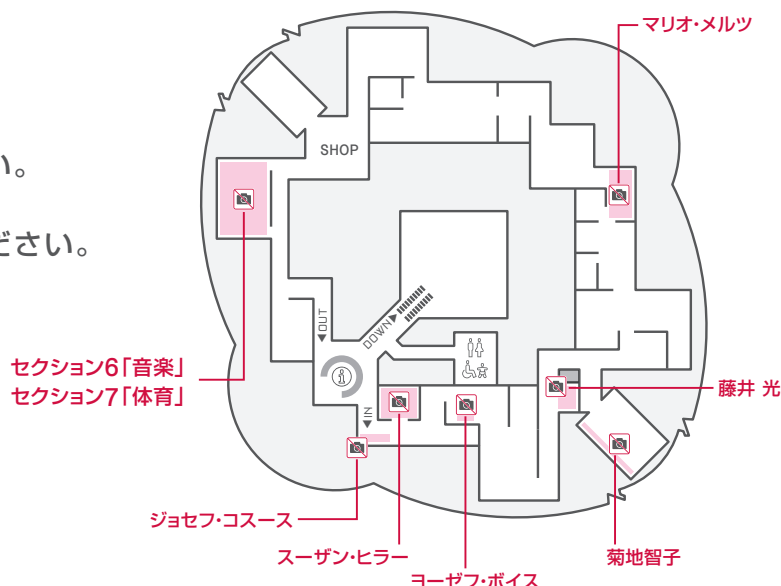 マリオ・メルツ
い。
SHOP
ださい。
OUT
DOWN
セクション6「音楽」
セクション7「体育」
IN
藤井 光
ジョセフ・コスース
スーザン・ヒラー
菊地智子
ヨーゼフ・ボイス